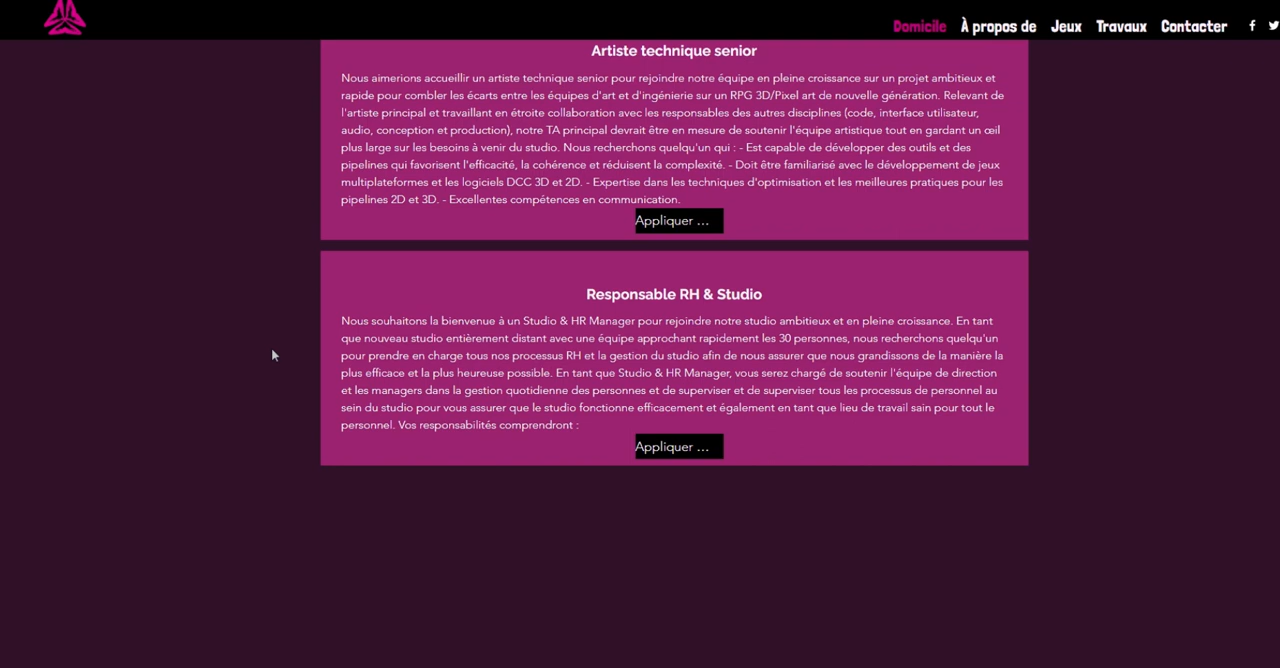 Domicile À propos de Jeux Travaux Contacter
Artiste technique senior
Nous aimerions accueillir un artiste technique senior pour rejoindre notre équipe en pleine croissance sur un projet ambitieux et
rapide pour combler les écarts entre les équipes d'art et d'ingénierie sur un RPG 3D/Pixel art de nouvelle génération. Relevant de
l'artiste principal et travaillant en étroite collaboration avec les responsables des autres disciplines (code, interface utilisateur,
audio, conception et production), notre TA principal devrait être en mesure de soutenir l'équipe artistique tout en gardant un œil
plus large sur les besoins à venir du studio. Nous recherchons quelqu'un qui : - Est capable de développer des outils et des
pipelines qui favorisent l'efficacité, la cohérence et réduisent la complexité. - Doit être familiarisé avec le développement de jeux
multiplateformes et les logiciels DCC 3D et 2D. - Expertise dans les techniques d'optimisation et les meilleures pratiques pour les
pipelines 2D et 3D. - Excellentes compétences en communication.
Appliquer ...
Responsable RH & Studio
Nous souhaitons la bienvenue à un Studio & HR Manager pour rejoindre notre studio ambitieux et en pleine croissance. En tant
que nouveau studio entièrement distant avec une équipe approchant rapidement les 30 personnes, nous recherchons quelqu'un
pour prendre en charge tous nos processus RH et la gestion du studio afin de nous assurer que nous grandissons de la manière la
plus efficace et la plus heureuse possible. En tant que Studio & HR Manager, vous serez chargé de soutenir l'équipe de direction
et les managers dans la gestion quotidienne des personnes et de superviser et de superviser tous les processus de personnel au
sein du studio pour vous assurer que le studio fonctionne efficacement et également en tant que lieu de travail sain pour tout le
personnel. Vos responsabilités comprendront :
Appliquer ...